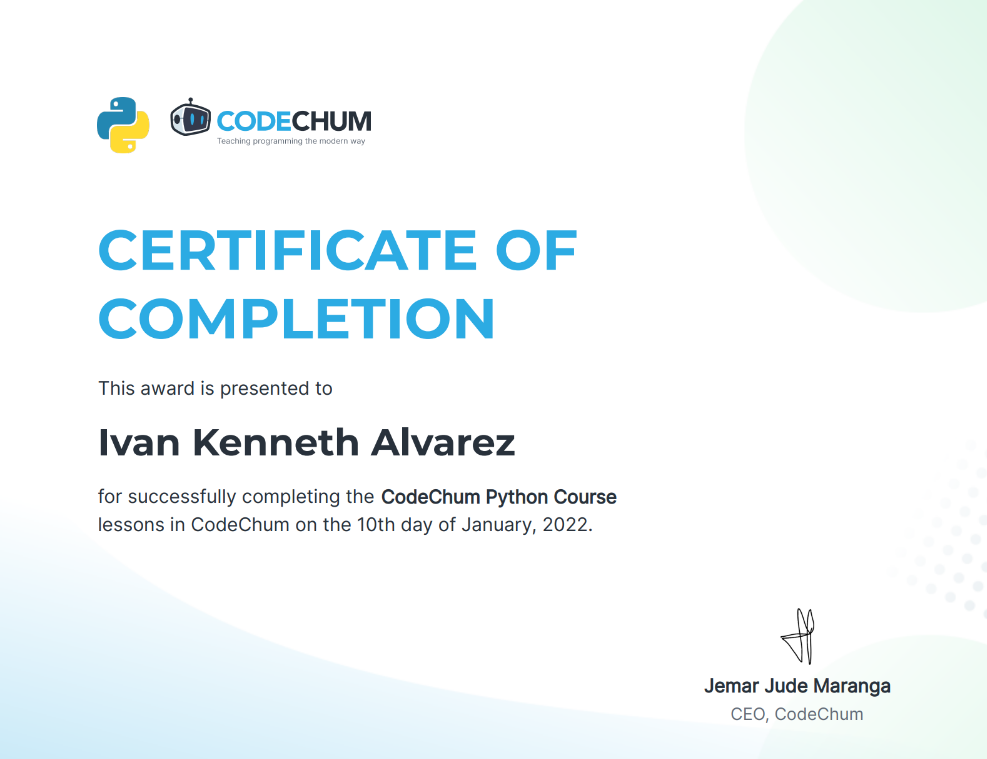 CODECHUM
Teaching programming the modern way
CERTIFICATE OF
COMPLETION
This award is presented to
Ivan Kenneth Alvarez
for successfully completing the CodeChum Python Course
lessons in CodeChum on the 10th day of January, 2022.
Jemar Jude Maranga
CEO, CodeChum